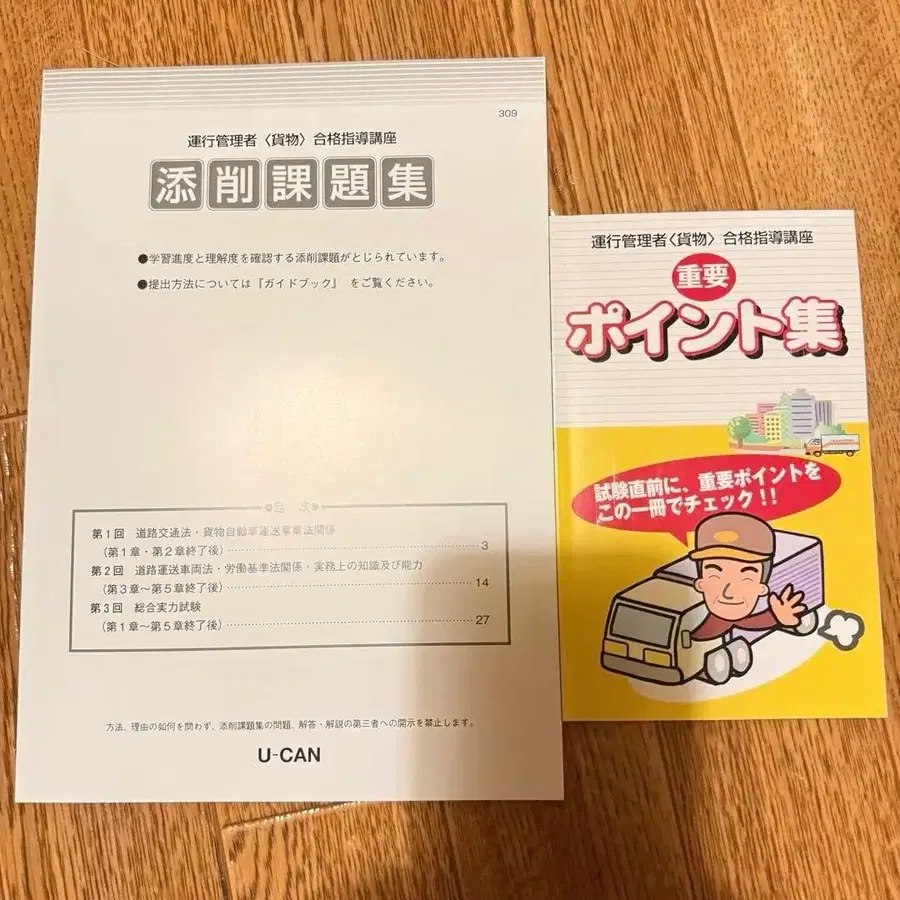 309
運行管理者〈貨物〉合格指導講座
添削課題集
●学習進度と理解度を確認する添削課題がとじられています。
●提出方法については『ガイドブック』 をご覧ください。
目 次
第1回 道路交通法・貨物自動車運送事業法関係
(第1章・第2章終了後) 3
第2回 道路運送車両法・労働基準法関係・実務上の知識及び能力
(第3章〜第5章終了後) 14
第3回 総合実力試験
(第1章〜第5章終了後) 27
方法、理由の如何を問わず、添削課題集の問題、解答・解説の第三者への開示を禁止します。
U-CAN
運行管理者〈貨物〉合格指導講座
重要
ポイント集
試験直前に、重要ポイントを
この一冊でチェック!!